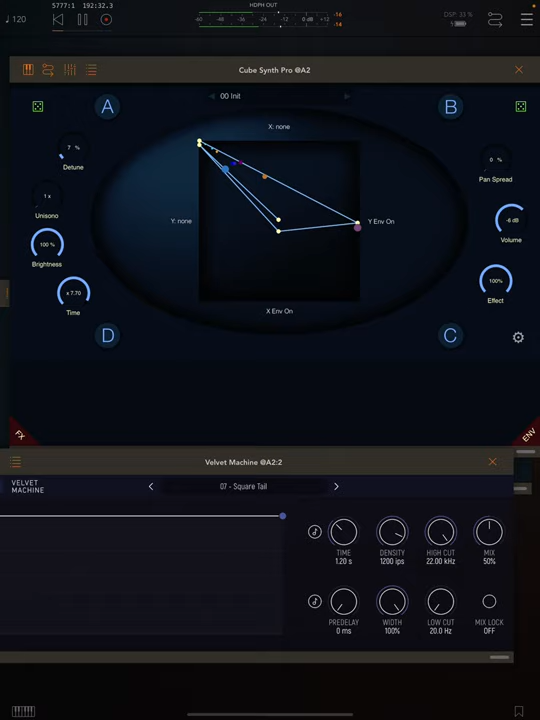 120
5777:1 192:32.3
HDPH OUT
-60 -48 -36 -24 -12 0 dB +12
-16
-14
DSP: 33 %
Cube Synth Pro @A2
00 Init
A
B
X: none
7 %
Detune
0 %
Pan Spread
1 x
Unisono
Y: none
Y Env On
-6 dB
Volume
100 %
Brightness
x 7.70
Time
100%
Effect
X Env On
D
C
FX
ENV
Velvet Machine @A2:2
VELVET
MACHINE
07 - Square Tail
TIME
1.20 s
DENSITY
1200 ips
HIGH CUT
22.00 kHz
MIX
50%
PREDELAY
0 ms
WIDTH
100%
LOW CUT
20.0 Hz
MIX LOCK
OFF